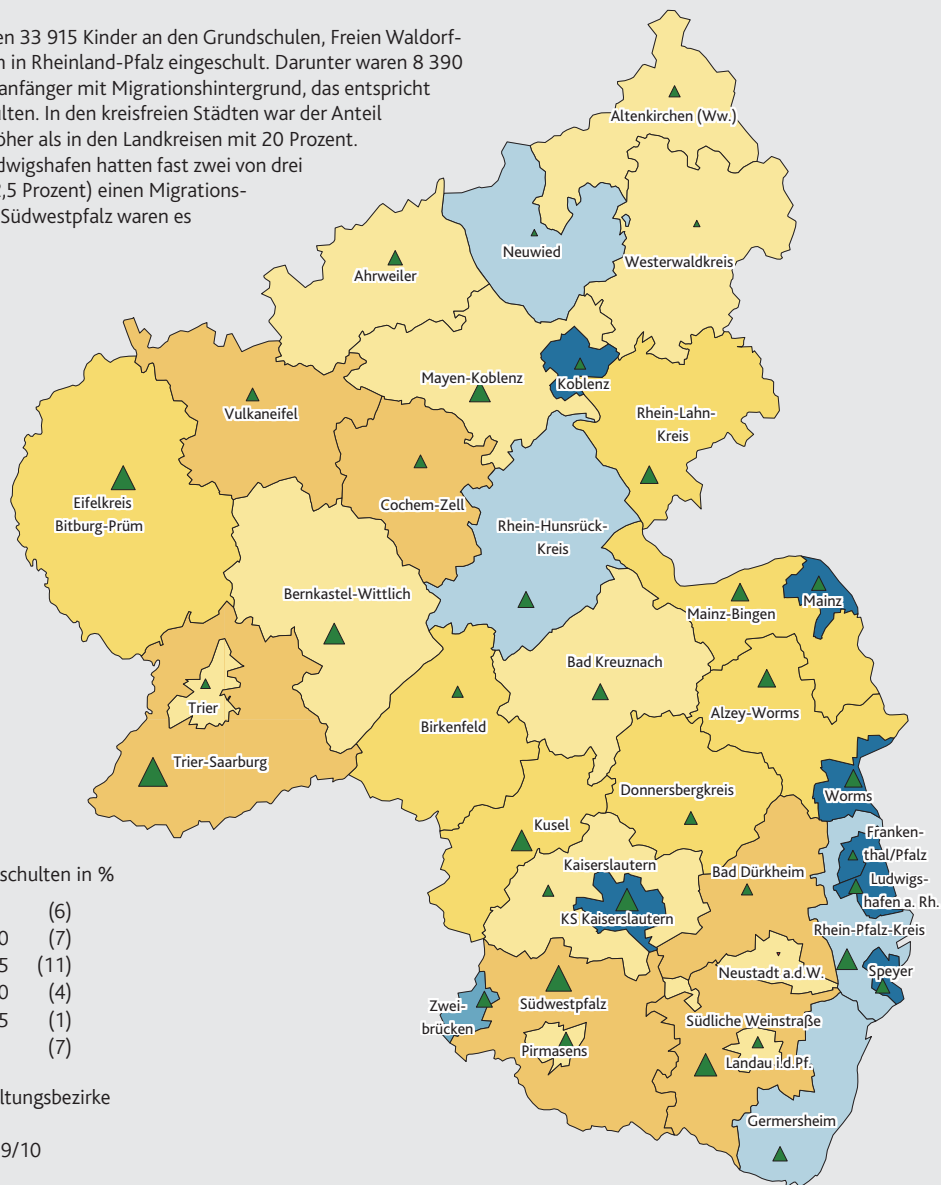 en 33 915 Kinder an den Grundschulen, Freien Waldorf-
n in Rheinland-Pfalz eingeschult. Darunter waren 8 390
anfänger mit Migrationshintergrund, das entspricht
ulten. In den kreisfreien Städten war der Anteil
öher als in den Landkreisen mit 20 Prozent.
dwigshafen hatten fast zwei von drei
2,5 Prozent) einen Migrations-
Südwestpfalz waren es
Altenkirchen (Ww.)
Neuwied
Westerwaldkreis
Ahrweiler
Mayen-Koblenz
Koblenz
Vulkaneifel
Rhein-Lahn-
Kreis
Cochem-Zell
Eifelkreis
Bitburg-Prüm
Rhein-Hunsrück-
Kreis
Bernkastel-Wittlich
Mainz-Bingen
Mainz
Bad Kreuznach
Trier
Birkenfeld
Alzey-Worms
Trier-Saarburg
Donnersbergkreis
Worms
Kusel
Franken-
thal/Pfalz
Kaiserslautern
Bad Dürkheim
Ludwigs-
hafen a. Rh.
KS Kaiserslautern
Rhein-Pfalz-Kreis
Neustadt a.d.W.
Speyer
Zwei-
brücken
Südwestpfalz
Südliche Weinstraße
Pirmasens
Landau i.d.Pf.
Germersheim
schulten in %
(6)
0 (7)
5 (11)
0 (4)
5 (1)
(7)
ltungsbezirke
9/10